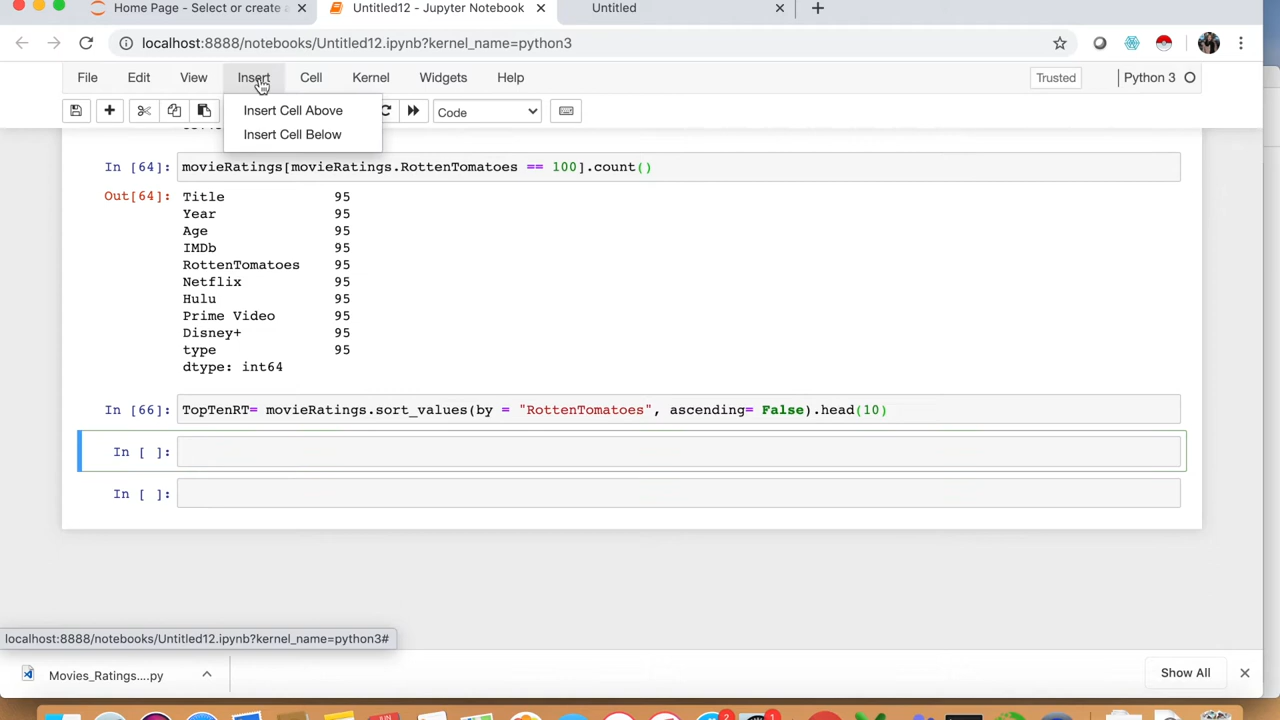 Home Page - Select or create a
Untitled12 - Jupyter Notebook
Untitled
localhost:8888/notebooks/Untitled12.ipynb?kernel_name=python3
File Edit View Insert Cell Kernel Widgets Help Trusted Python 3
Code
Insert Cell Above
Insert Cell Below
In [64]: movieRatings[movieRatings.RottenTomatoes == 100].count()
Out[64]: Title 95
Year 95
Age 95
IMDb 95
RottenTomatoes 95
Netflix 95
Hulu 95
Prime Video 95
Disney+ 95
type 95
dtype: int64
In [66]: TopTenRT= movieRatings.sort_values(by = "RottenTomatoes", ascending= False).head(10)
In [ ]:
In [ ]:
localhost:8888/notebooks/Untitled12.ipynb?kernel_name=python3#
Movies_Ratings....py
Show All
JUN
2
1